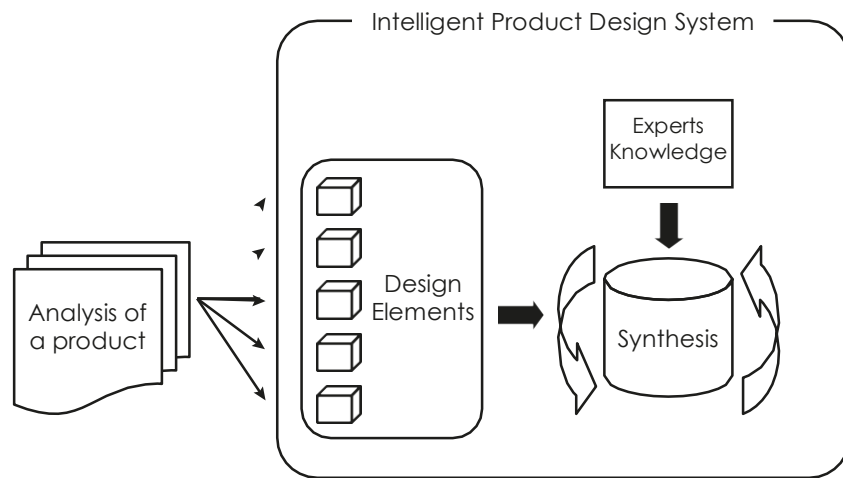 Intelligent Product Design System
Experts
Knowledge
Analysis of
a product
Design
Elements
Synthesis